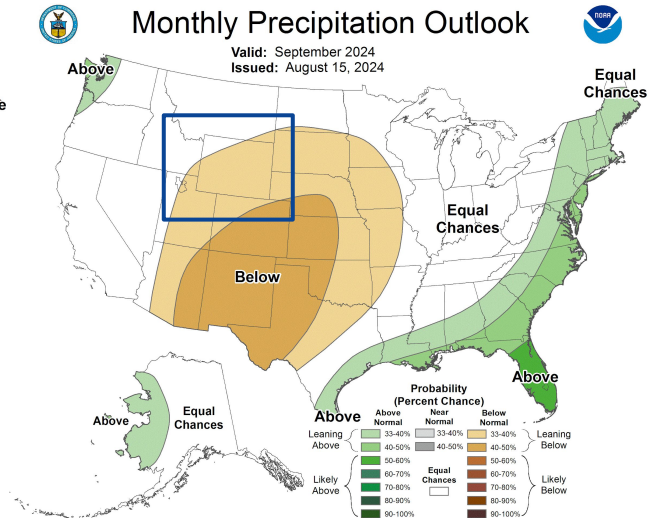 Monthly Precipitation Outlook
NOAA
Valid: September 2024
Issued: August 15, 2024
Above
Equal
Chances
e
Equal
Chances
Below
Above
Above
Equal
Chances
Above
Probability
(Percent Chance)
Above
Normal
Near
Normal
Below
Normal
Leaning
Above
33-40%
40-50%
Likely
Above
50-60%
60-70%
70-80%
80-90%
90-100%
33-40%
40-50%
Equal
Chances
33-40%
40-50%
Leaning
Below
50-60%
60-70%
70-80%
80-90%
90-100%
Likely
Below